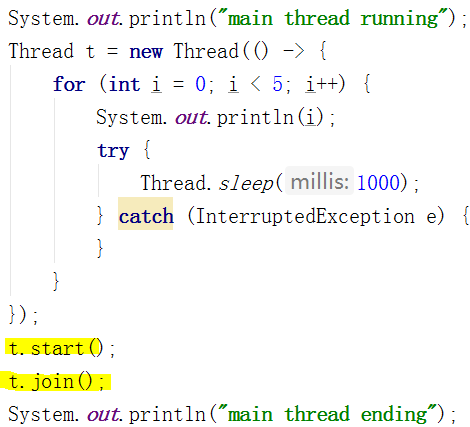 System.out.println("main thread running");
Thread t = new Thread(() -> {
    for (int i = 0; i < 5; i++) {
        System.out.println(i);
        try {
            Thread.sleep( millis: 1000);
        } catch (InterruptedException e) {
        }
    }
});
t.start();
t.join();
System.out.println("main thread ending");